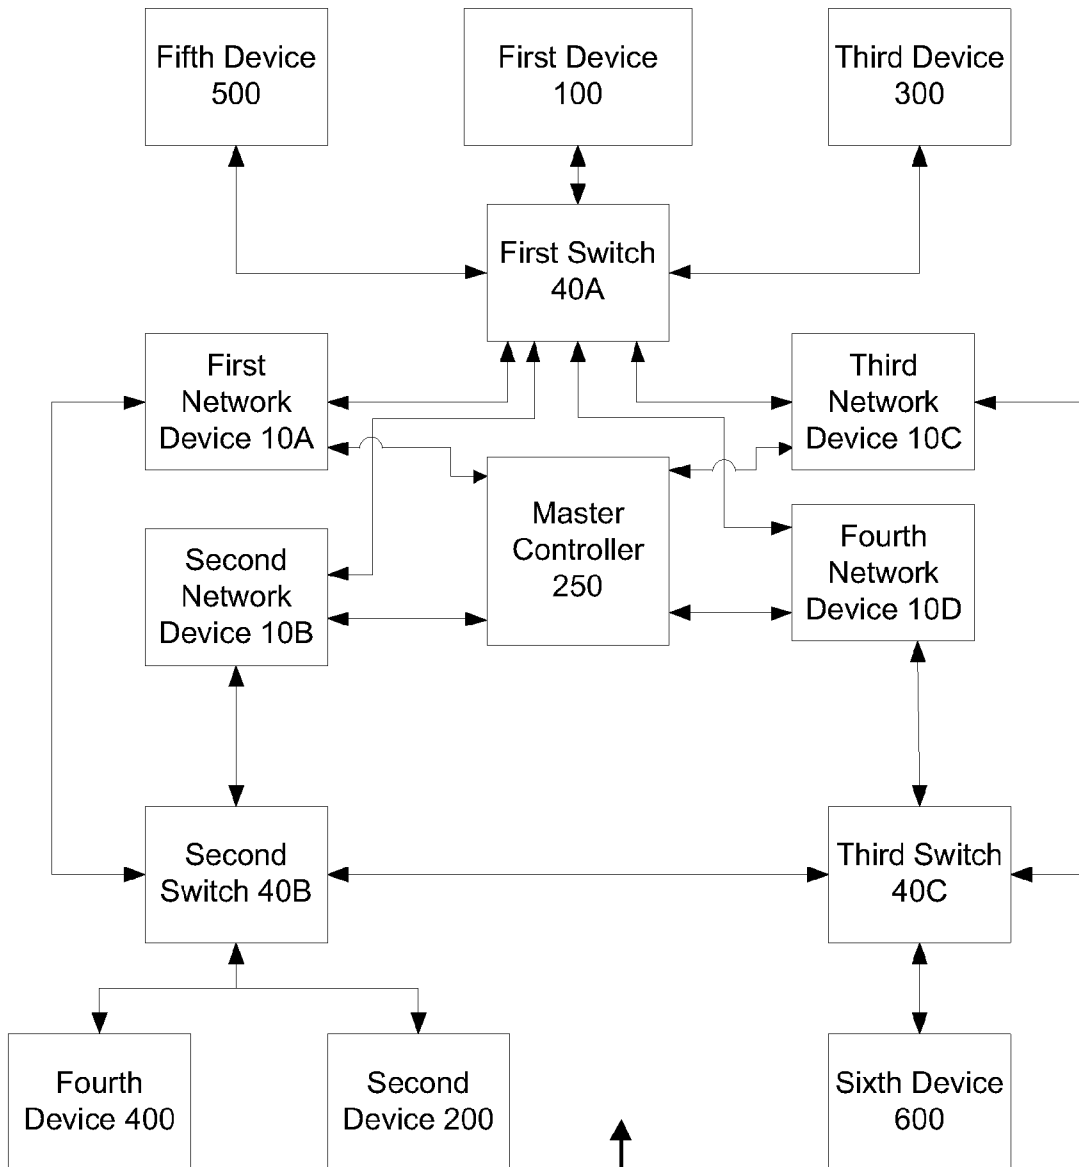 Fifth Device
500
First Device
100
Third Device
300
First Switch
40A
First
Network
Device 10A
Third
Network
Device 10C
Master
Controller
250
Second
Network
Device 10B
Fourth
Network
Device 10D
Second
Switch 40B
Third Switch
40C
Fourth
Device 400
Second
Device 200
Sixth Device
600